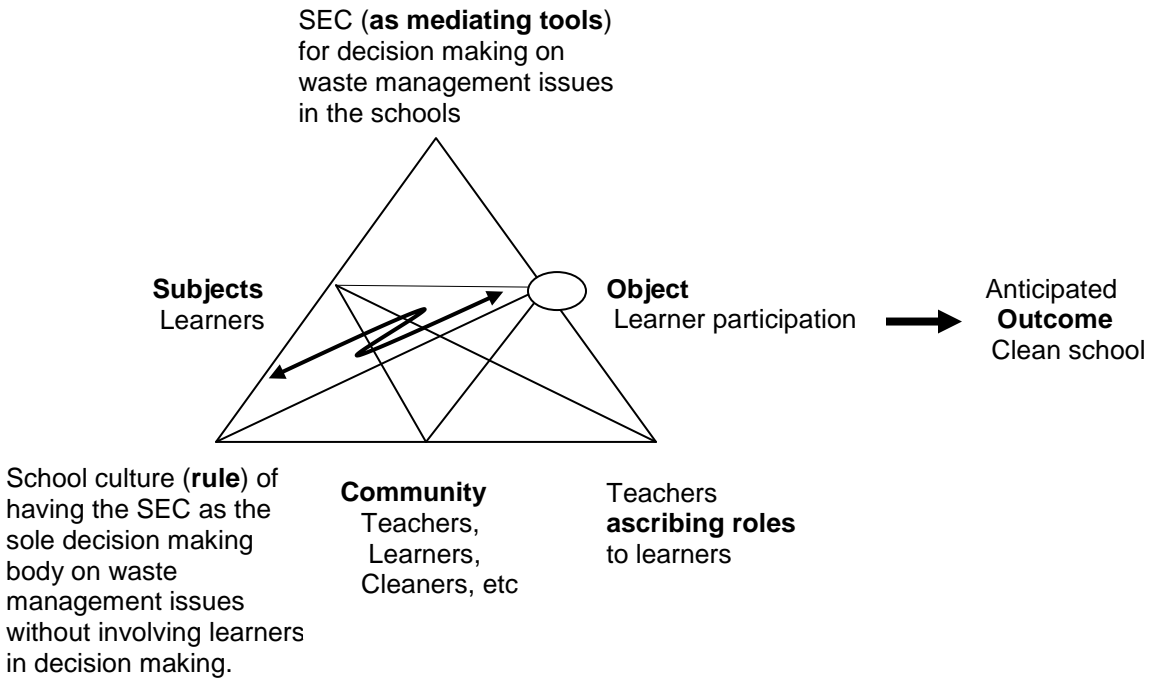 SEC (as mediating tools)
for decision making on
waste management issues
in the schools
Subjects
Learners
Object
Learner participation
Anticipated
Outcome
Clean school
School culture (rule) of
having the SEC as the
sole decision making
body on waste
management issues
without involving learners
in decision making.
Community
Teachers,
Learners,
Cleaners, etc
Teachers
ascribing roles
to learners